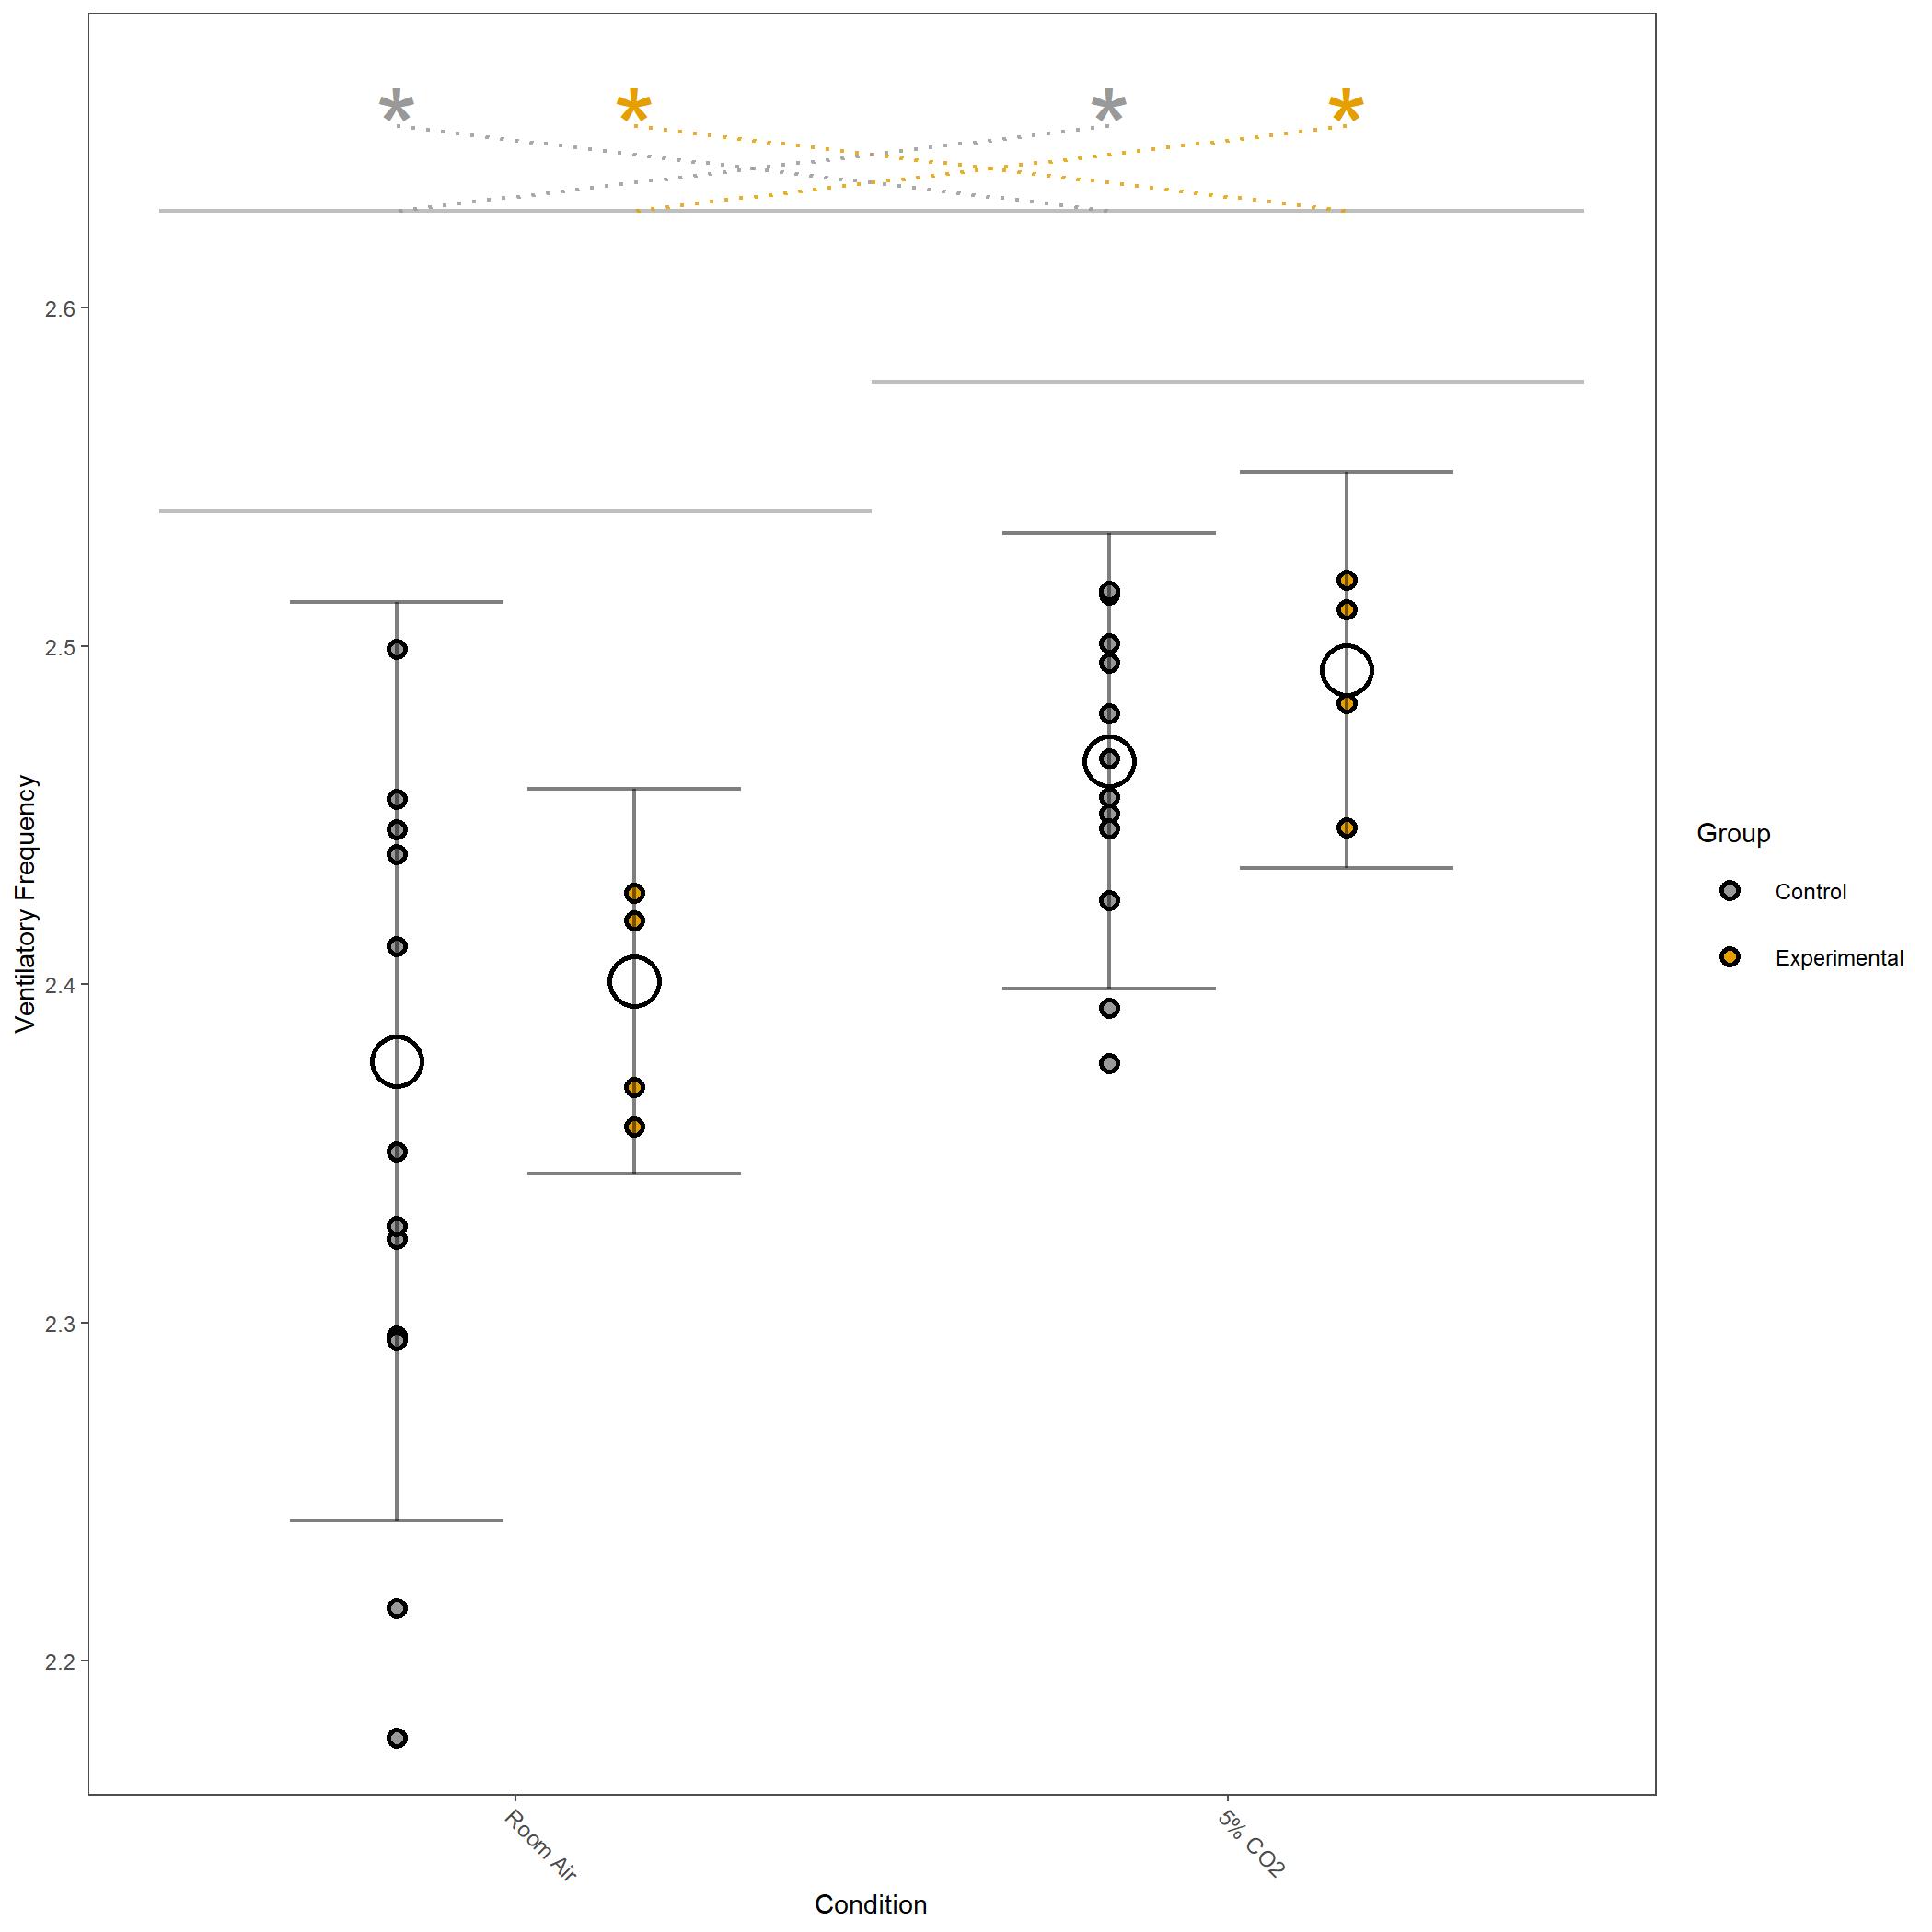 * * * *
2.6
2.5
2.4
2.3
2.2
Ventilatory Frequency
Room Air
5% CO2
Condition
Group
Control
Experimental